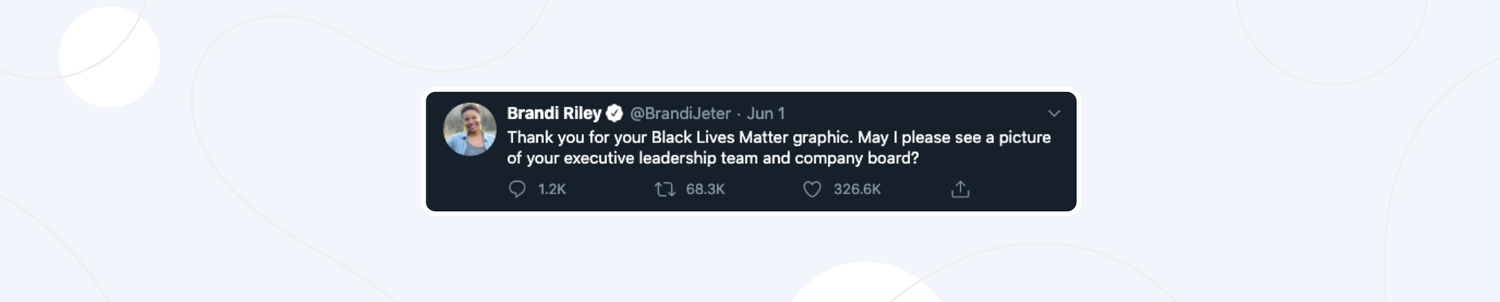 Brandi Riley @BrandiJeter · Jun 1
Thank you for your Black Lives Matter graphic. May I please see a picture
of your executive leadership team and company board?
1.2K 68.3K 326.6K